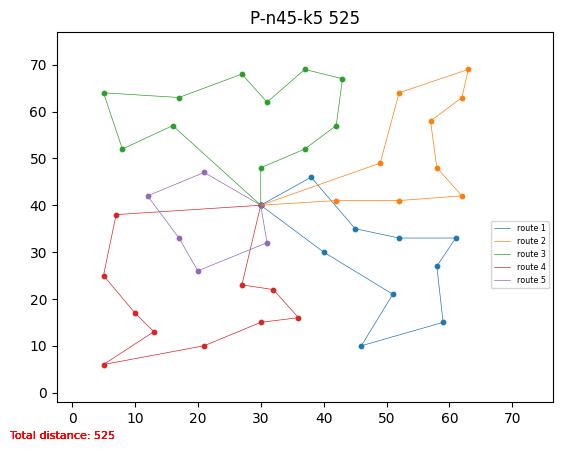 P-n45-k5 525
70
60
50
40
30
20
10
0
route 1
route 2
route 3
route 4
route 5
0 10 20 30 40 50 60 70
Total distance: 525